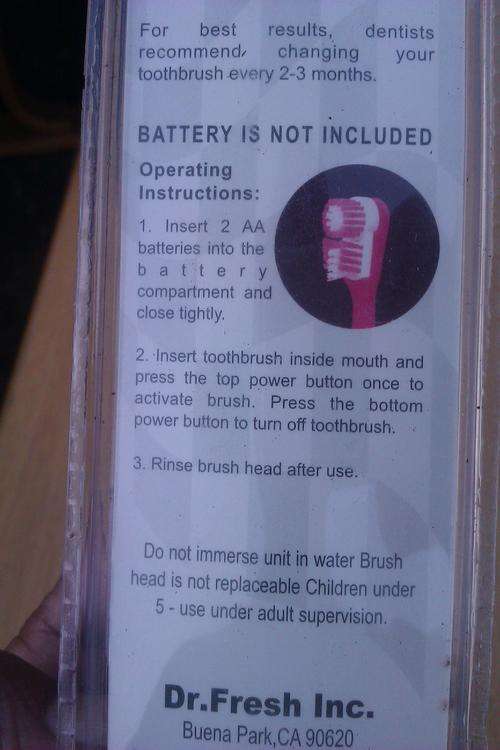 For best results, dentists
recommend, changing your
toothbrush every 2-3 months.
BATTERY IS NOT INCLUDED
Operating
Instructions:
1. Insert 2 AA
batteries into the
battery
compartment and
close tightly.
2. Insert toothbrush inside mouth and
press the top power button once to
activate brush. Press the bottom
power button to turn off toothbrush.
3. Rinse brush head after use.
Do not immerse unit in water Brush
head is not replaceable Children under
5 - use under adult supervision.
Dr.Fresh Inc.
Buena Park,CA 90620